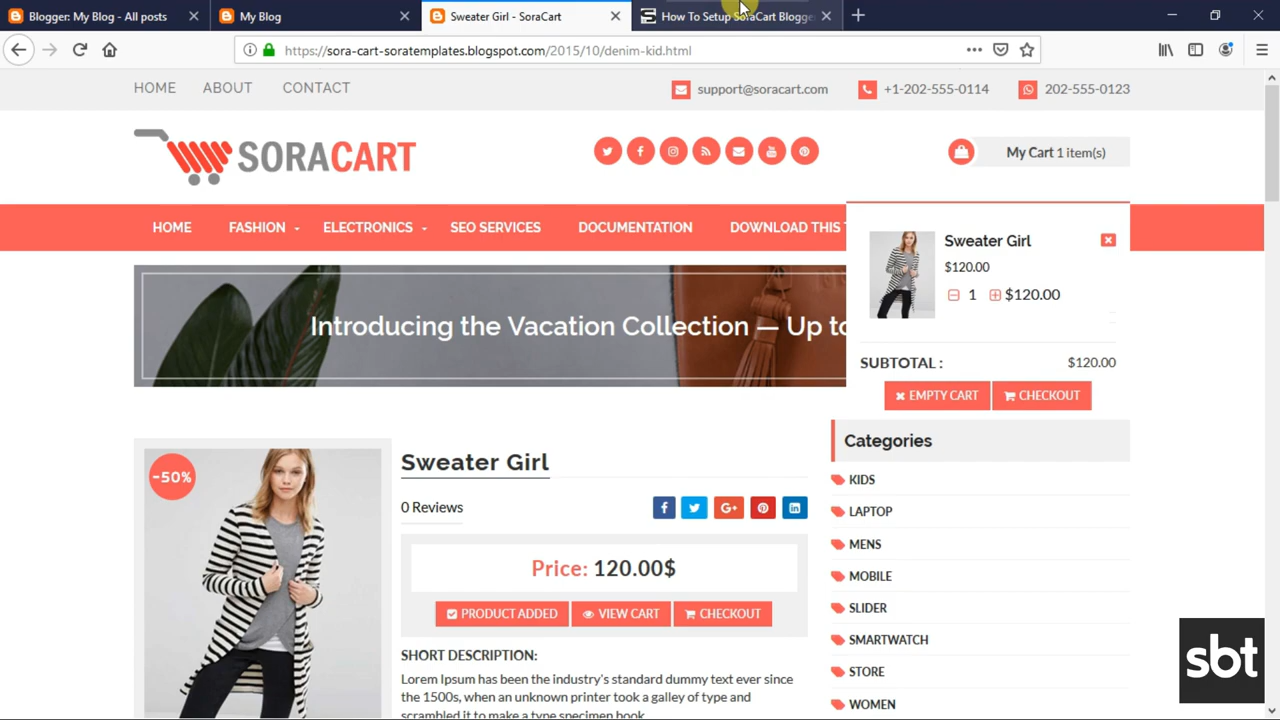 Blogger: My Blog - All posts
My Blog
Sweater Girl - SoraCart
How To Setup SoraCart Blogge
https://sora-cart-soratemplates.blogspot.com/2015/10/denim-kid.html
HOME ABOUT CONTACT
support@soracart.com +1-202-555-0114 202-555-0123
SORACART
My Cart 1 item(s)
HOME FASHION ELECTRONICS SEO SERVICES DOCUMENTATION DOWNLOAD THIS
Sweater Girl
$120.00
1 $120.00
SUBTOTAL : $120.00
EMPTY CART CHECKOUT
Introducing the Vacation Collection — Up to
-50%
Sweater Girl
0 Reviews
Price: 120.00$
PRODUCT ADDED VIEW CART CHECKOUT
SHORT DESCRIPTION:
Lorem Ipsum has been the industry's standard dummy text ever since
the 1500s, when an unknown printer took a galley of type and
scrambled it to make a type specimen book.
Categories
KIDS
LAPTOP
MENS
MOBILE
SLIDER
SMARTWATCH
STORE
WOMEN
sbt